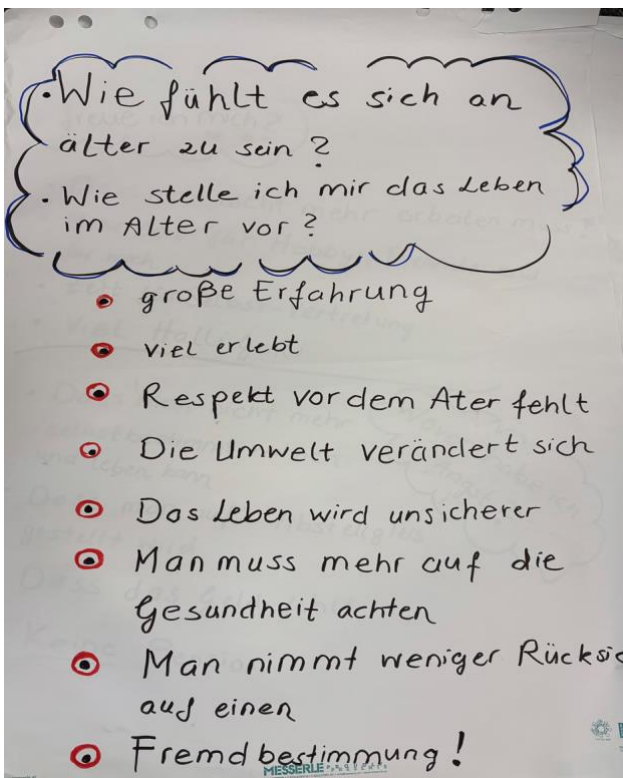 • Wie fühlt es sich an
älter zu sein?
• Wie stelle ich mir das Leben
im Alter vor?
• große Erfahrung
• viel erlebt
• Respekt vor dem Ater fehlt
• Die Umwelt verändert sich
• Das Leben wird unsicherer
• Man muss mehr auf die
Gesundheit achten
• Man nimmt weniger Rücksi
auf einen
• Fremdbestimmung!
MESSERLE